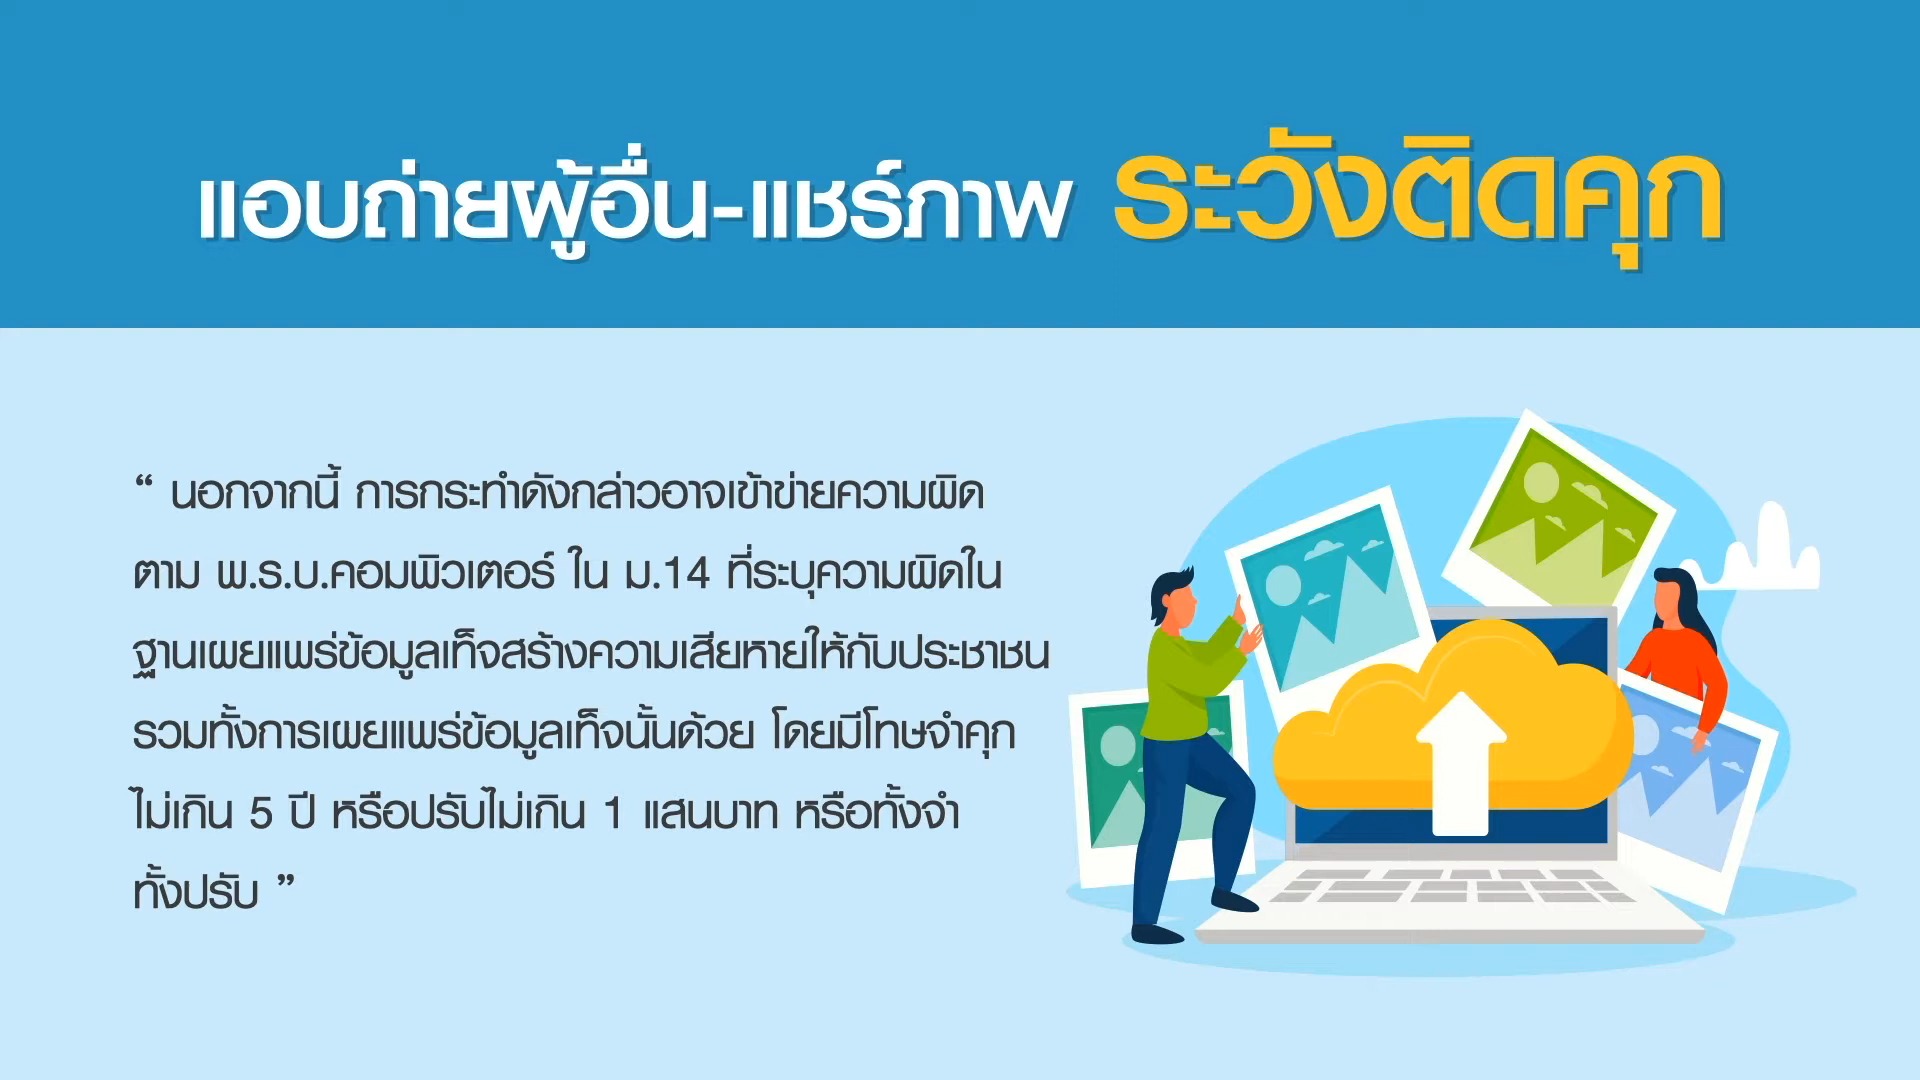 แอบถ่ายผู้อื่น-แชร์ภาพ ระวังติดคุก
“ นอกจากนี้ การกระทำดังกล่าวอาจเข้าข่ายความผิด
ตาม พ.ร.บ.คอมพิวเตอร์ ใน ม.14 ที่ระบุความผิดใน
ฐานเผยแพร่ข้อมูลเท็จสร้างความเสียหายให้กับประชาชน
รวมทั้งการเผยแพร่ข้อมูลเท็จนั้นด้วย โดยมีโทษจำคุก
ไม่เกิน 5 ปี หรือปรับไม่เกิน 1 แสนบาท หรือทั้งจำ
ทั้งปรับ ”